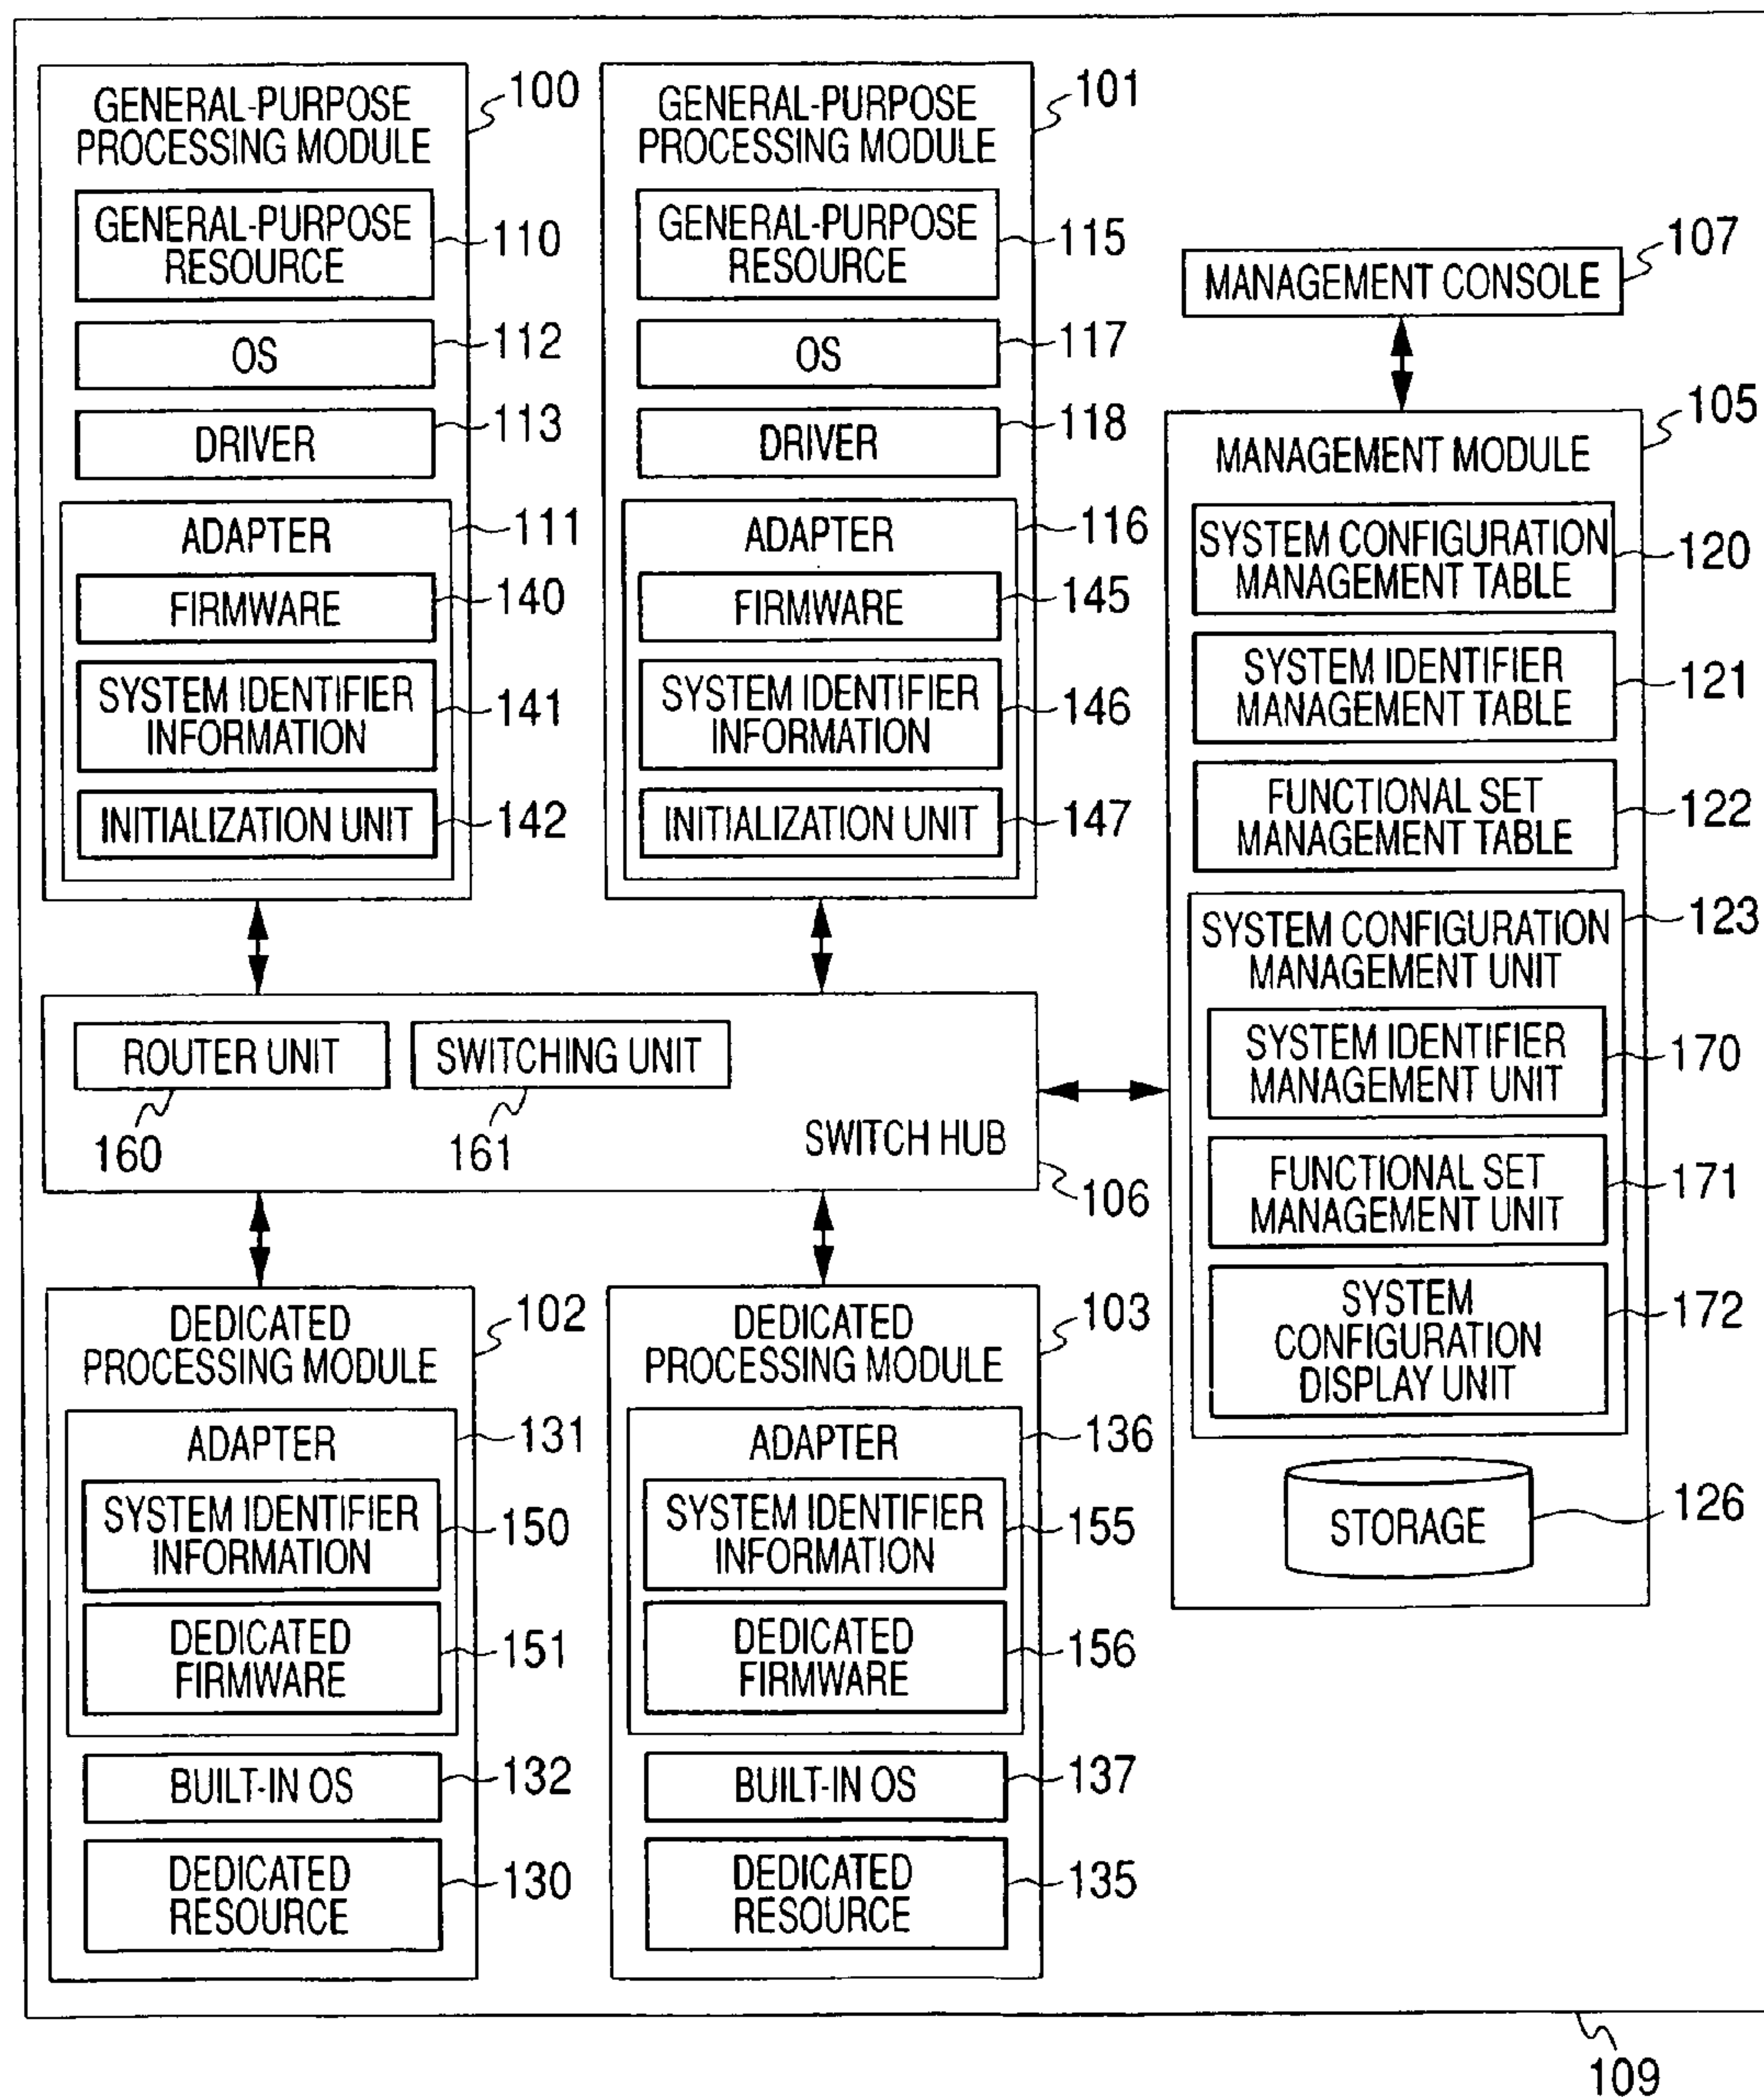 GENERAL-PURPOSE
PROCESSING MODULE
100
GENERAL-PURPOSE
RESOURCE
110
OS
112
DRIVER
113
ADAPTER
111
FIRMWARE
140
SYSTEM IDENTIFIER
INFORMATION
141
INITIALIZATION UNIT
142
GENERAL-PURPOSE
PROCESSING MODULE
101
GENERAL-PURPOSE
RESOURCE
115
OS
117
DRIVER
118
ADAPTER
116
FIRMWARE
145
SYSTEM IDENTIFIER
INFORMATION
146
INITIALIZATION UNIT
147
MANAGEMENT CONSOLE
107
MANAGEMENT MODULE
105
SYSTEM CONFIGURATION
MANAGEMENT TABLE
120
SYSTEM IDENTIFIER
MANAGEMENT TABLE
121
FUNCTIONAL SET
MANAGEMENT TABLE
122
SYSTEM CONFIGURATION
MANAGEMENT UNIT
123
SYSTEM IDENTIFIER
MANAGEMENT UNIT
170
FUNCTIONAL SET
MANAGEMENT UNIT
171
SYSTEM
CONFIGURATION
DISPLAY UNIT
172
STORAGE
126
ROUTER UNIT
160
SWITCHING UNIT
161
SWITCH HUB
106
DEDICATED
PROCESSING MODULE
102
ADAPTER
131
SYSTEM IDENTIFIER
INFORMATION
150
DEDICATED
FIRMWARE
151
BUILT-IN OS
132
DEDICATED
RESOURCE
130
DEDICATED
PROCESSING MODULE
103
ADAPTER
136
SYSTEM IDENTIFIER
INFORMATION
155
DEDICATED
FIRMWARE
156
BUILT-IN OS
137
DEDICATED
RESOURCE
135
109